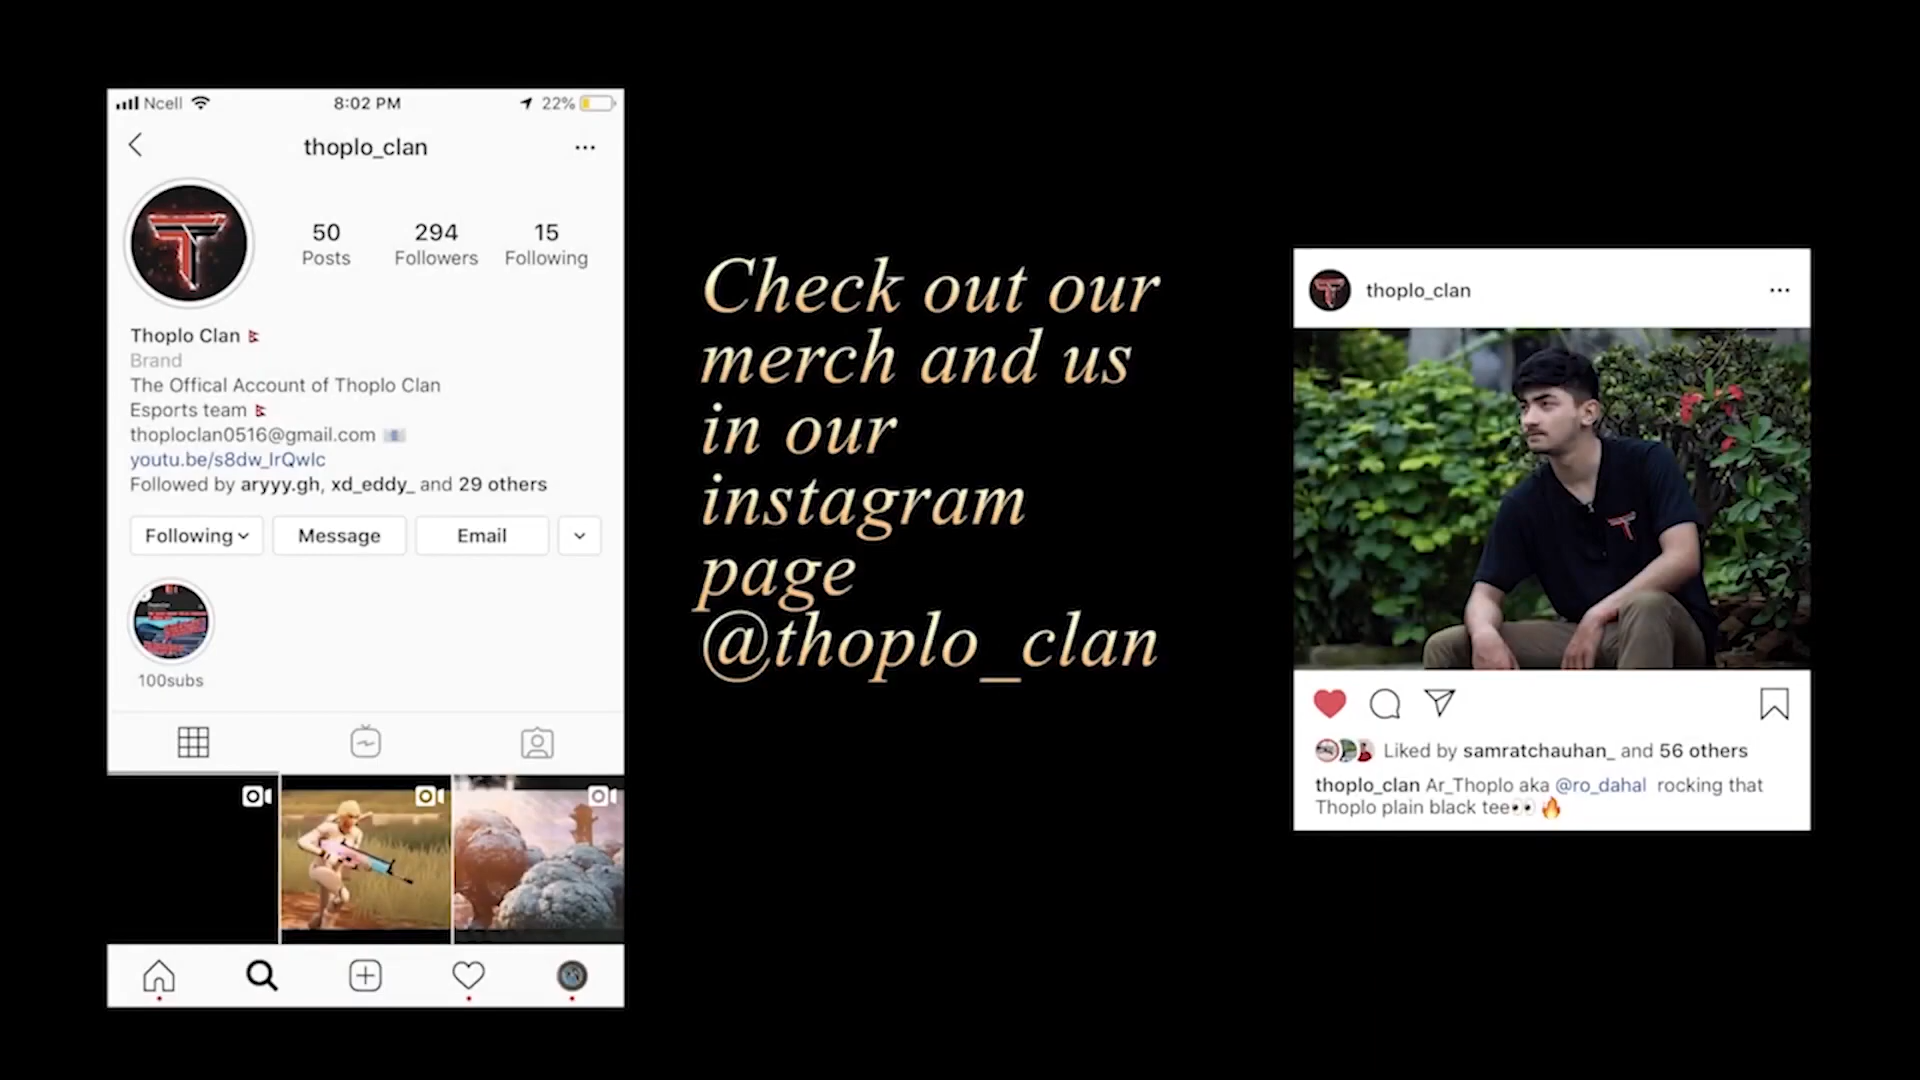 Ncell
8:02 PM
22%
thoplo_clan
50
294
15
Posts
Followers
Following
Thoplo Clan
Brand
The Offical Account of Thoplo Clan
Esports team
thoploclan0516@gmail.com
youtu.be/s8dw_IrQwlc
Followed by aryyy.gh, xd_eddy_ and 29 others
Following
Message
Email
100subs
Check out our
merch and us
in our
instagram
page
@thoplo_clan
thoplo_clan
Liked by samratchauhan_ and 56 others
thoplo_clan Ar_Thoplo aka @ro_dahal rocking that
Thoplo plain black tee👀 🔥